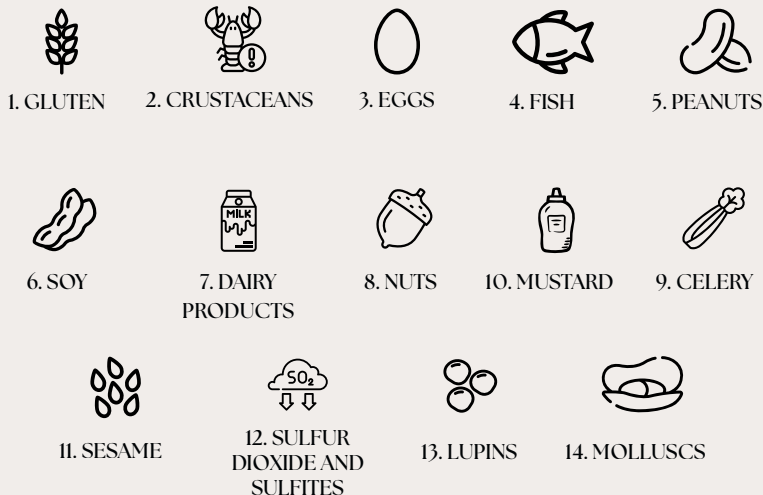 1. GLUTEN
2. CRUSTACEANS
3. EGGS
4. FISH
5. PEANUTS
MILK
6. SOY
7. DAIRY
PRODUCTS
8. NUTS
10. MUSTARD
9. CELERY
SO₂
11. SESAME
12. SULFUR
DIOXIDE AND
SULFITES
13. LUPINS
14. MOLLUSCS